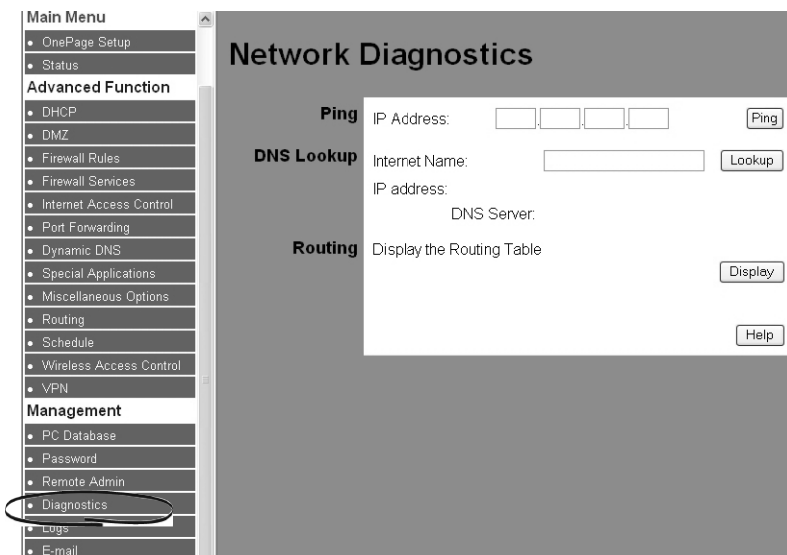 Main Menu
OnePage Setup
Status
Advanced Function
DHCP
DMZ
Firewall Rules
Firewall Services
Internet Access Control
Port Forwarding
Dynamic DNS
Special Applications
Miscellaneous Options
Routing
Schedule
Wireless Access Control
VPN
Management
PC Database
Password
Remote Admin
Diagnostics
Logs
E-mail
Network Diagnostics
Ping
IP Address: . . . Ping
DNS Lookup
Internet Name: Lookup
IP address:
DNS Server:
Routing
Display the Routing Table
Display
Help